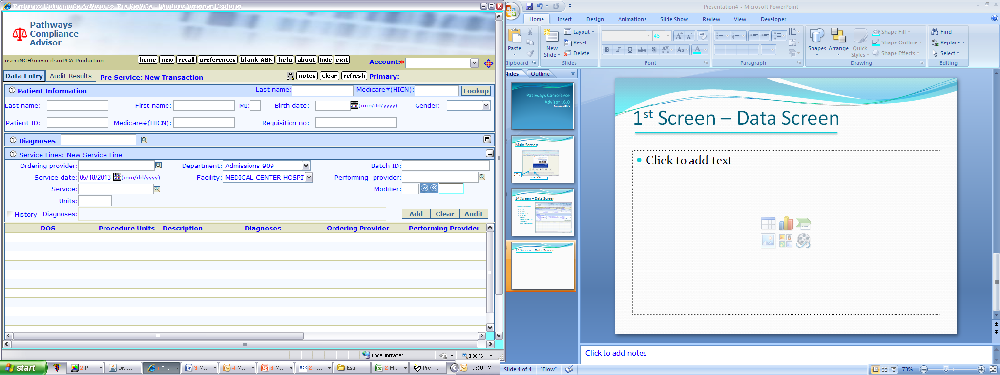 Pathways Compliance Advisor >> Pre Service - Windows Internet Explorer
Pathways
Compliance
Advisor
user:MCH\nirvin dsn:PCA Production
home new recall preferences blank ABN help about hide exit
Account:*
Data Entry Audit Results Pre Service: New Transaction
notes clear refresh Primary:
Patient Information Last name: Medicare#(HICN): Lookup
Last name: First name: MI: Birth date: (mm/dd/yyyy) Gender:
Patient ID: Medicare#(HICN): Requisition no:
Diagnoses
Service Lines: New Service Line
Ordering provider: Department: Admissions 909 Batch ID:
Service date: 05/18/2013 (mm/dd/yyyy) Facility: MEDICAL CENTER HOSPI Performing provider:
Service: Modifier:
Units:
History Diagnoses: Add Clear Audit
DOS Procedure Units Description Diagnoses Ordering Provider Performing Provider
Local intranet 100%
start 2 P... Divi... 1 I... 3 M... 4 M... 3 M... MCK 2 P... Esti... 2 M... Pre-... 9:10 PM
Presentation4 - Microsoft PowerPoint
Home Insert Design Animations Slide Show Review View Developer
Paste
lipboard
New
Slide
Layout
Reset
Delete
Slides
45
B I U abc S AV Aa A
Font
Paragraph
Shapes Arrange Quick
Styles
Shape Fill
Shape Outline
Shape Effects
Drawing
Find
Replace
Select
Editing
lides Outline
Pathways Compliance
Advisor 16.0
Running ABN's
Main Screen
1st Screen – Data Screen
1st Screen – Data Screen
1st Screen – Data Screen
Click to add text
Click to add notes
Slide 4 of 4 "Flow" 73%